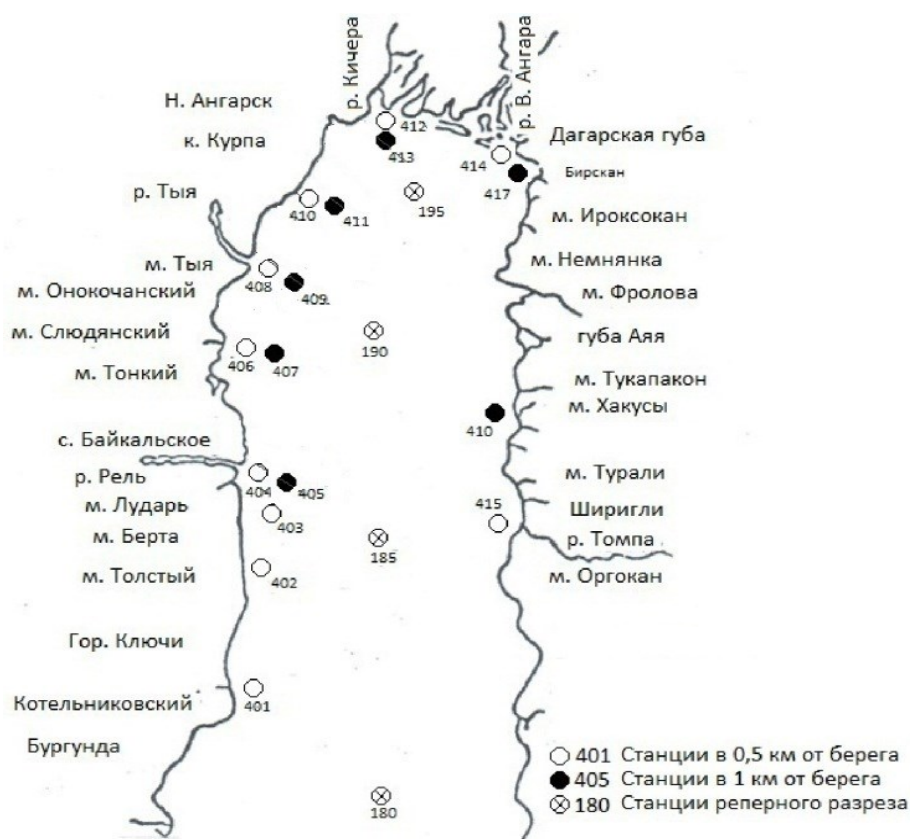 р. Кичера
р. В. Ангара
Н. Ангарск
412
Дагарская губа
к. Курпа
413
414
Бирскан
417
р. Тыя
410
411
195
м. Ироксокан
м. Тыя
м. Немнянка
408
409
м. Онокочанский
м. Фролова
м. Слюдянский
губа Аяя
406
407
190
м. Тонкий
м. Тукапакон
м. Хакусы
410
с. Байкальское
р. Рель
404
405
м. Турали
м. Лударь
403
415
Ширигли
м. Берта
185
р. Томпа
м. Толстый
402
м. Оргокан
Гор. Ключи
Котельниковский
401
Бургунда
180
401 Станции в 0,5 км от берега
405 Станции в 1 км от берега
180 Станции реперного разреза